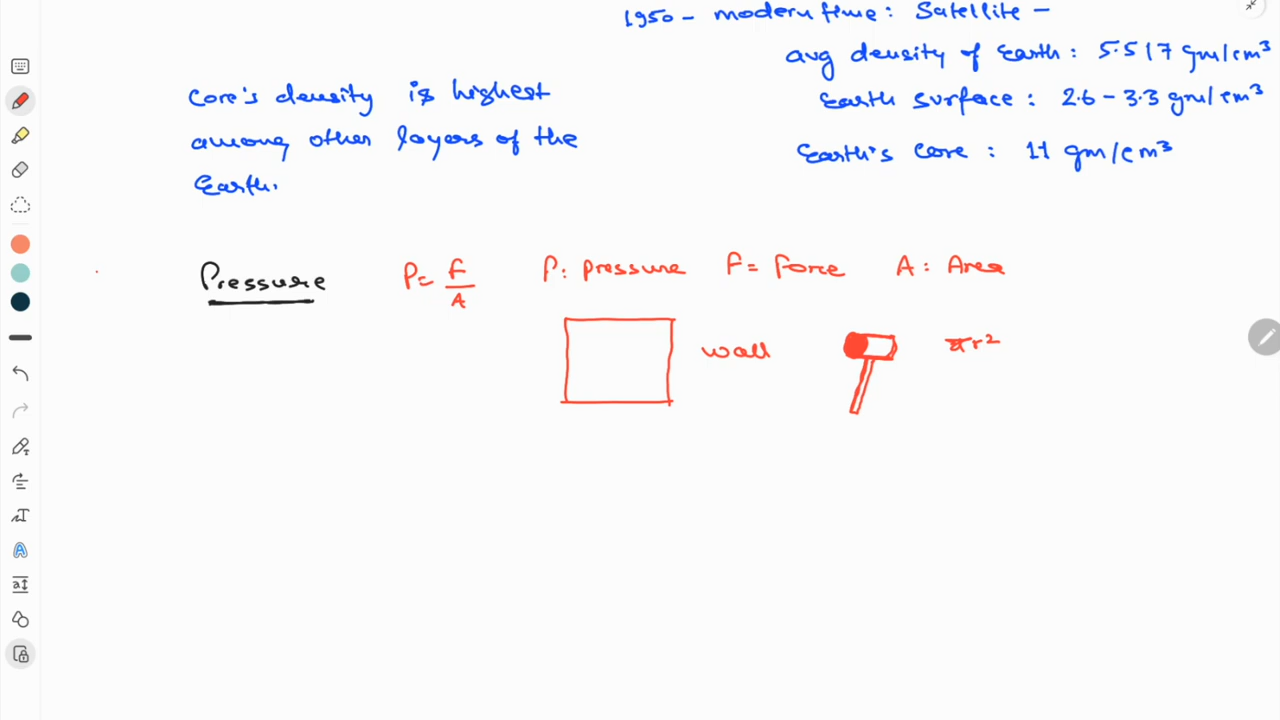 1950 - modern time : Satellite -
avg density of Earth : 5.517 gm/cm³
Earth surface : 2.6 - 3.3 gm/cm³
Earth's core : 11 gm/cm³
Core's density is highest
among other layers of the
Earth.
Pressure P = F/A P: Pressure F = Force A : Area
wall πr²